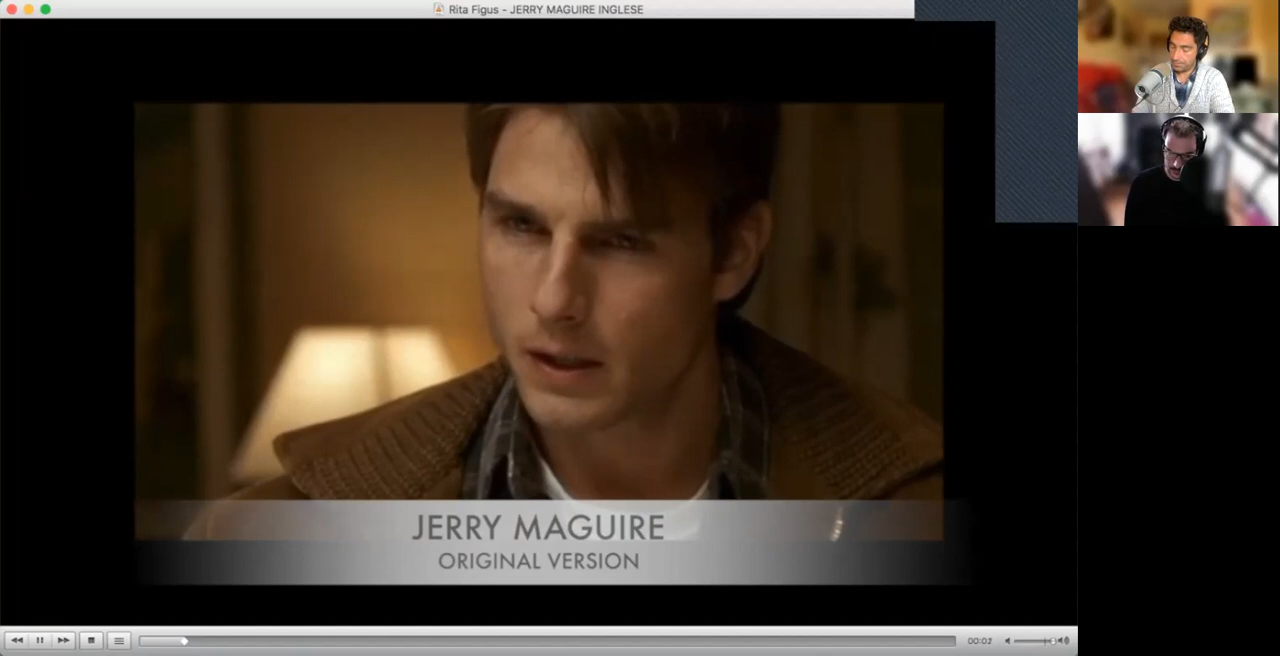 Rita Figus - JERRY MAGUIRE INGLESE
JERRY MAGUIRE
ORIGINAL VERSION
00:02